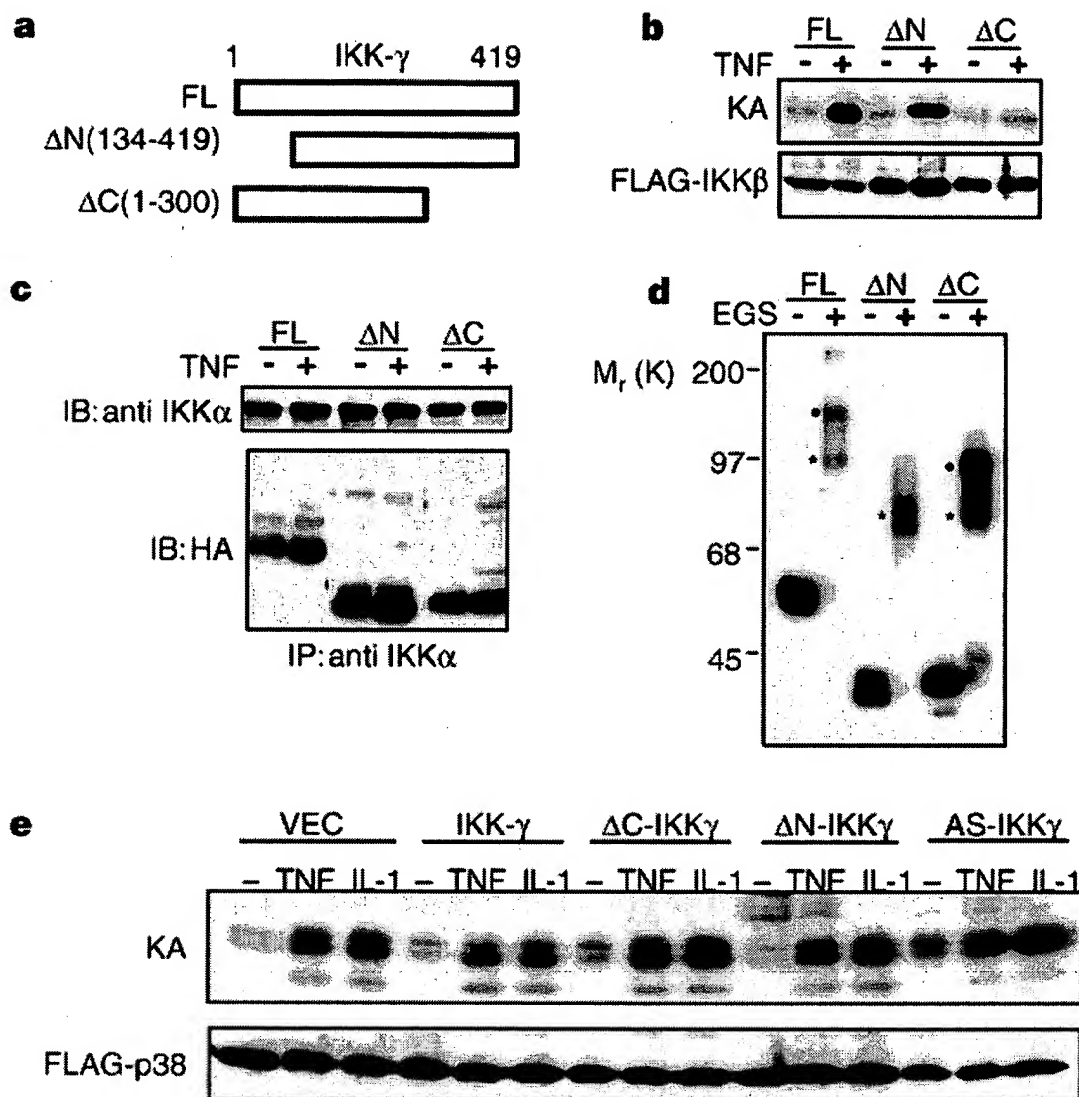 a
1 IKK-γ 419
FL
ΔN(134-419)
ΔC(1-300)
b
FL ΔN ΔC
TNF - + - + - +
KA
FLAG-IKKβ
c
FL ΔN ΔC
TNF - + - + - +
IB:anti IKKα
IB:HA
IP:anti IKKα
d
FL ΔN ΔC
EGS - + - + - +
Mr (K) 200-
97-
68-
45-
e
VEC IKK-γ ΔC-IKKγ ΔN-IKKγ AS-IKKγ
– TNF IL-1 – TNF IL-1 – TNF IL-1 – TNF IL-1 – TNF IL-1
KA
FLAG-p38